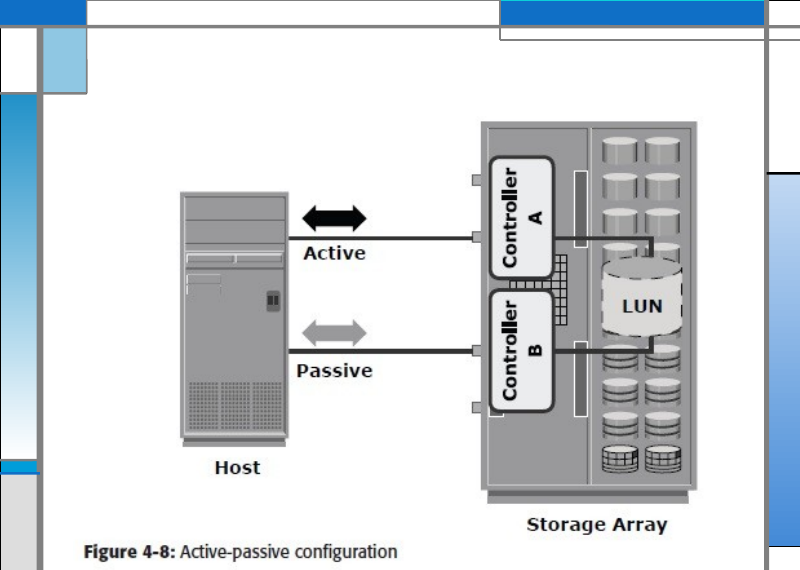 Controller
A
Active
LUN
Controller
B
Passive
Host
Storage Array
Figure 4-8: Active-passive configuration